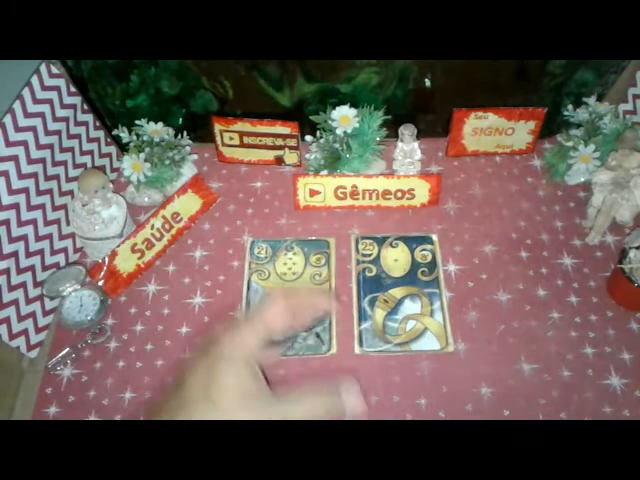 INSCREVA-SE
Seu
SIGNO
Aqui
Gêmeos
Saúde
21
25